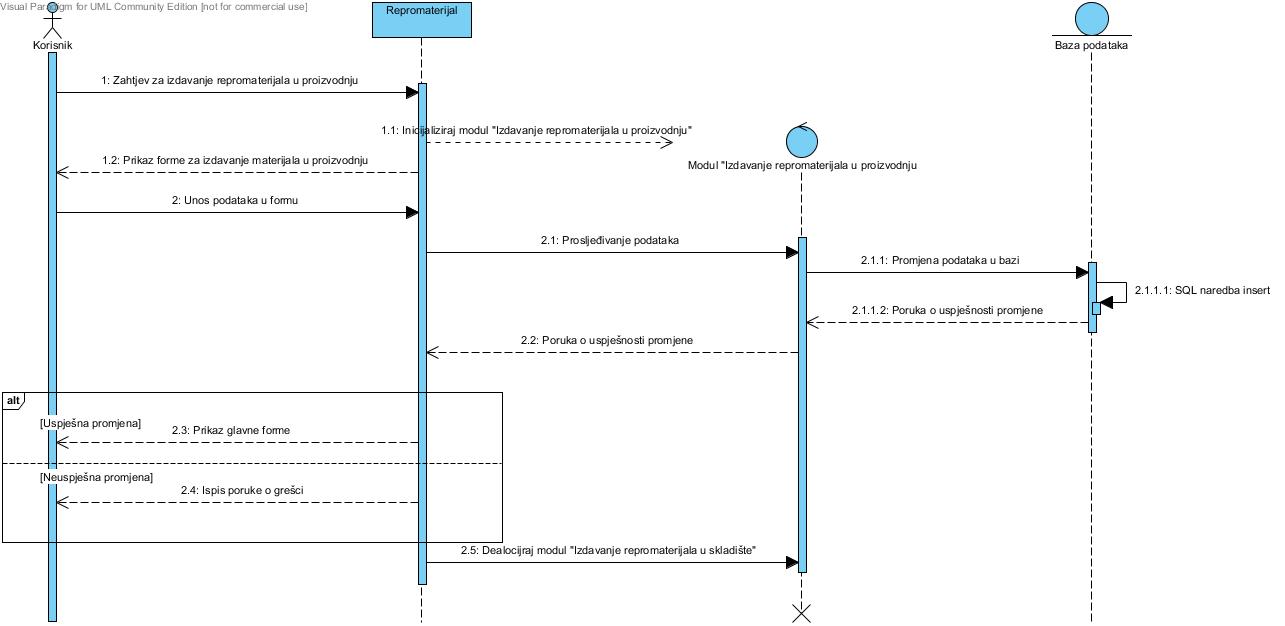 Visual Paradigm for UML Community Edition [not for commercial use]
Repromaterijal
Korisnik
Baza podataka
1: Zahtjev za izdavanje repromaterijala u proizvodnju
1.1: Inicijaliziraj modul "Izdavanje repromaterijala u proizvodnju"
1.2: Prikaz forme za izdavanje materijala u proizvodnju
Modul "Izdavanje repromaterijala u proizvodnju
2: Unos podataka u formu
2.1: Prosljeđivanje podataka
2.1.1: Promjena podataka u bazi
2.1.1.1: SQL naredba insert
2.1.1.2: Poruka o uspješnosti promjene
2.2: Poruka o uspješnosti promjene
alt
[Uspješna promjena]
2.3: Prikaz glavne forme
[Neuspješna promjena]
2.4: Ispis poruke o grešci
2.5: Dealocijraj modul "Izdavanje repromaterijala u skladište"